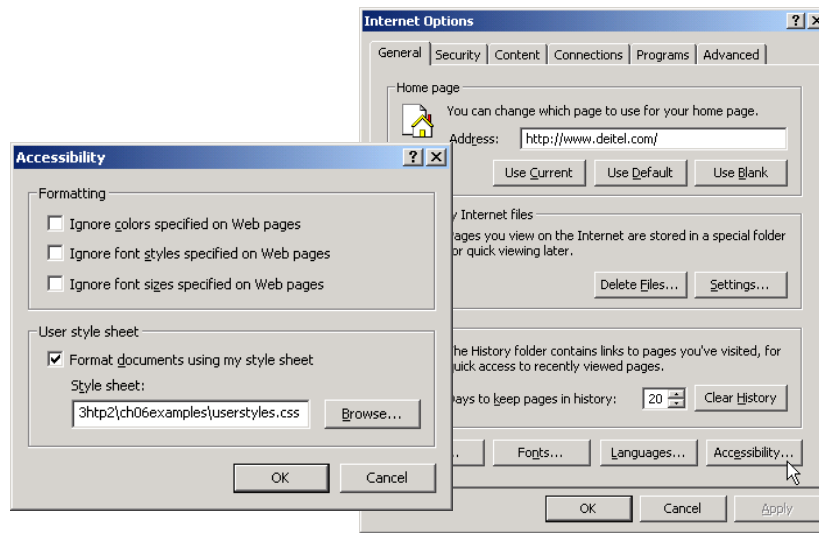 Internet Options
General
Security
Content
Connections
Programs
Advanced
Home page
You can change which page to use for your home page.
Address:
http://www.deitel.com/
Use Current
Use Default
Use Blank
Internet files
ages you view on the Internet are stored in a special folder
or quick viewing later.
Delete Files...
Settings...
he History folder contains links to pages you've visited, for
uick access to recently viewed pages.
ays to keep pages in history:
20
Clear History
Fonts...
Languages...
Accessibility...
OK
Cancel
Apply
Accessibility
Formatting
Ignore colors specified on Web pages
Ignore font styles specified on Web pages
Ignore font sizes specified on Web pages
User style sheet
Format documents using my style sheet
Style sheet:
3htp2\ch06examples\userstyles.css
Browse...
OK
Cancel